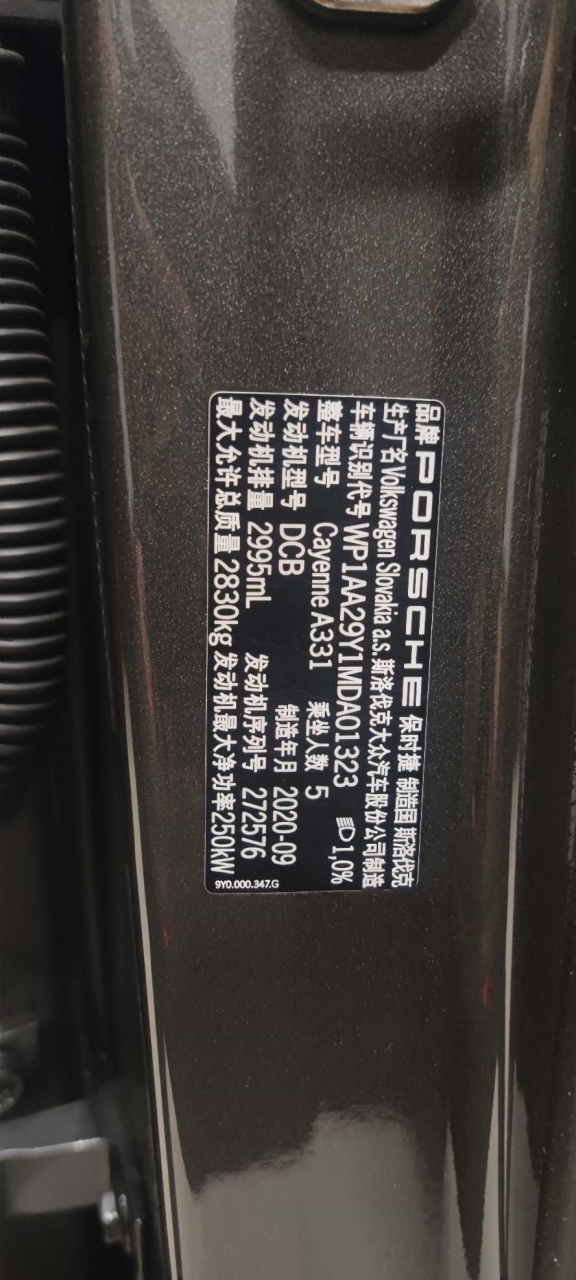 品牌 PORSCHE 保时捷 制造国 斯洛伐克
生产厂名 Volkswagen Slovakia a.s. 斯洛伐克大众汽车股份公司制造
车辆识别代号 WP1AA29Y1MDA01323 1,0%
整车型号 Cayenne A331 乘坐人数 5
发动机型号 DCB 制造年月 2020-09
发动机排量 2995mL 发动机序列号 272576
最大允许总质量 2830kg 发动机最大净功率 250kW
9Y0.000.347.G